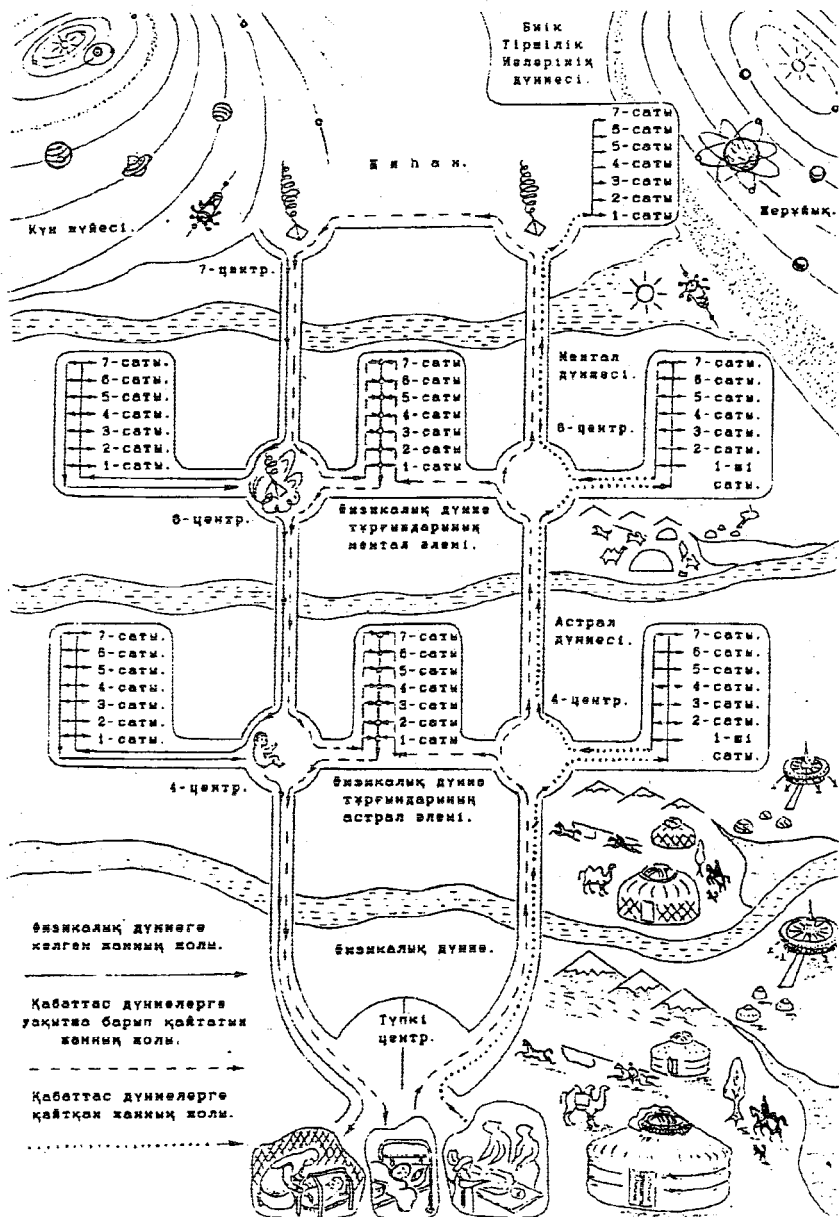 Биік
Тіршілік
Иелерінің
дүниесі.
7-саты
6-саты
5-саты
4-саты
3-саты
2-саты
1-саты
Жиһан.
Күн жүйесі.
Жерұйық.
7-центр.
7-саты.
6-саты.
5-саты.
4-саты.
3-саты.
2-саты.
1-саты.
7-саты
6-саты
5-саты
4-саты
3-саты
2-саты
1-саты
Ментал
дүниесі.
6-центр.
7-саты.
6-саты.
5-саты.
4-саты.
3-саты.
2-саты.
1-ші
саты.
6-центр.
Физикалық дүние
тұрғындарының
ментал әлемі.
7-саты.
6-саты.
5-саты.
4-саты.
3-саты.
2-саты.
1-саты.
7-саты
6-саты
5-саты
4-саты
3-саты
2-саты
1-саты
Астрал
дүниесі.
4-центр.
7-саты.
6-саты.
5-саты.
4-саты.
3-саты.
2-саты.
1-ші
саты.
4-центр.
Физикалық дүние
тұрғындарының
астрал әлемі.
Физикалық дүниеге
келген жанның жолы.
Физикалық дүние.
Қабаттас дүниелерге
уақытша барып қайтатын
жанның жолы.
Түпкі
центр.
Қабаттас дүниелерге
қайтқан жанның жолы.